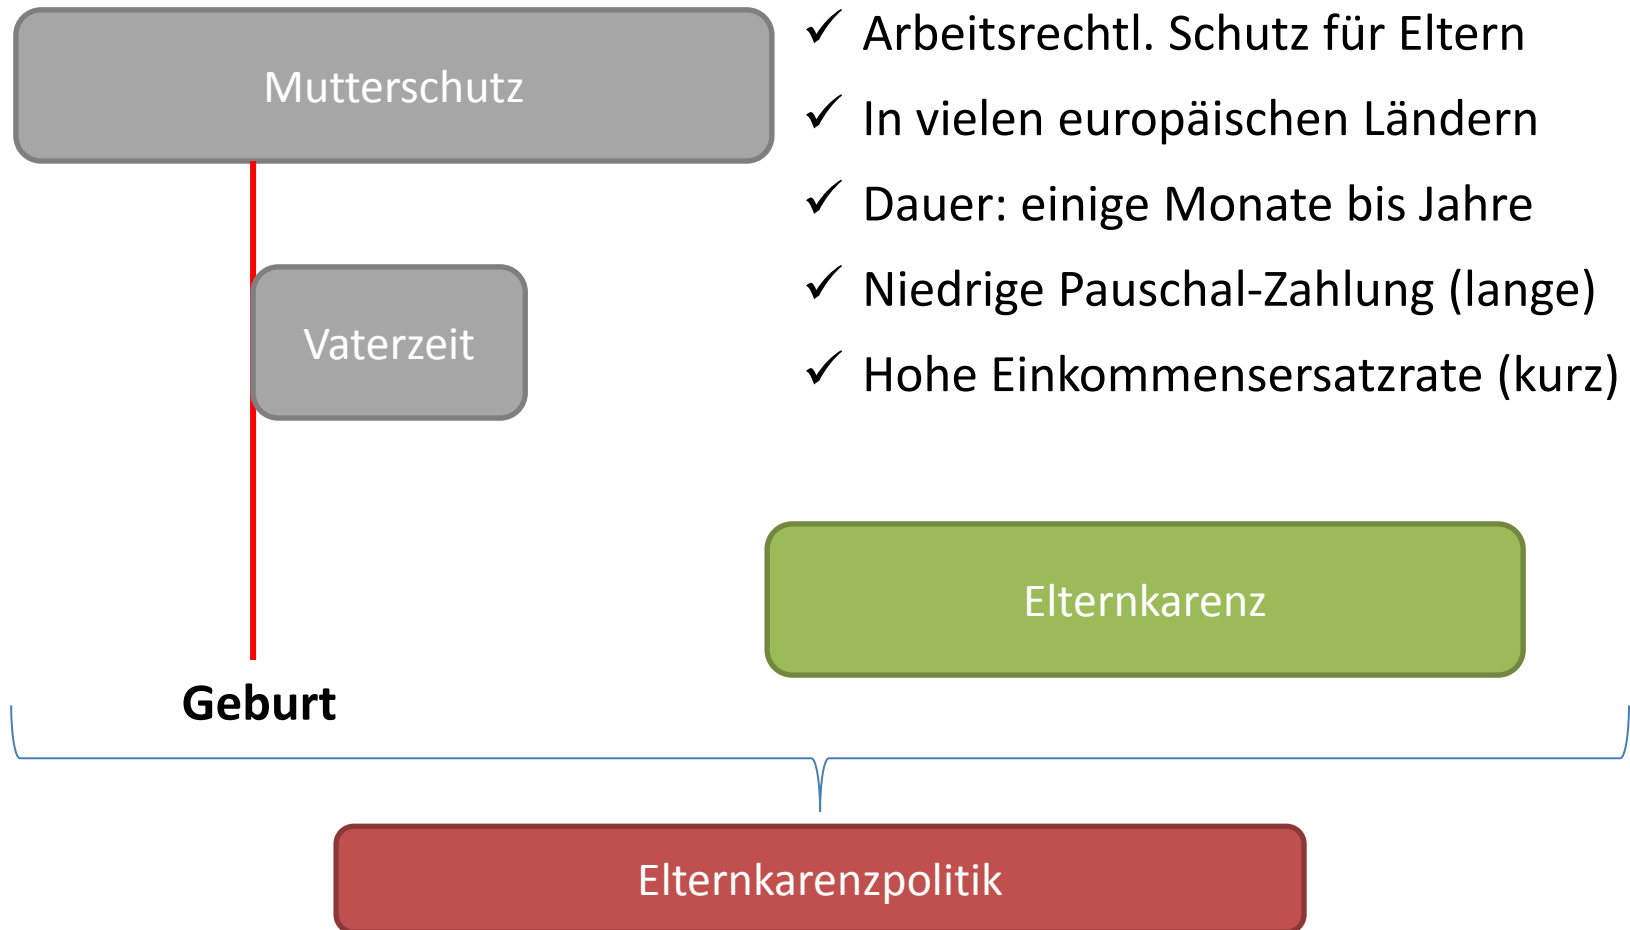 Mutterschutz
✓ Arbeitsrechtl. Schutz für Eltern
✓ In vielen europäischen Ländern
✓ Dauer: einige Monate bis Jahre
✓ Niedrige Pauschal-Zahlung (lange)
✓ Hohe Einkommensersatzrate (kurz)
Vaterzeit
Elternkarenz
Geburt
Elternkarenzpolitik